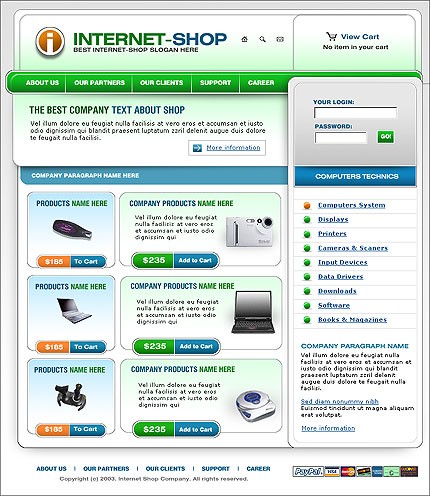 INTERNET-SHOP
BEST INTERNET-SHOP SLOGAN HERE
View Cart
No item in your cart
ABOUT US
OUR PARTNERS
OUR CLIENTS
SUPPORT
CAREER
THE BEST COMPANY TEXT ABOUT SHOP
Vel illum dolore eu feugiat nulla facilisis at vero eros et accumsan et iusto
odio dignissim qui blandit praesent luptatum zzril delenit augue duis dolore
te feugait nulla facilisi.
More information
YOUR LOGIN:
PASSWORD:
GO!
COMPANY PARAGRAPH NAME HERE
COMPUTERS TECHNICS
PRODUCTS NAME HERE
$185
To Cart
COMPANY PRODUCTS NAME HERE
Vel illum dolore eu feugiat
nulla facilisis at vero eros
et accumsan et iusto odio
dignissim qui
$235
Add to Cart
PRODUCTS NAME HERE
$185
To Cart
COMPANY PRODUCTS NAME HERE
Vel illum dolore eu
feugiat nulla facilisis
at vero eros et
accumsan et iusto odio
dignissim qui
$235
Add to Cart
PRODUCTS NAME HERE
$185
To Cart
COMPANY PRODUCTS NAME HERE
Vel illum dolore eu
feugiat nulla facilisis
at vero eros et
accumsan et iusto odio
dignissim qui
$235
Add to Cart
Computers System
Displays
Printers
Cameras & Scaners
Input Devices
Data Drivers
Downloads
Software
Books & Magazines
COMPANY PARAGRAPH NAME
Vel illum dolore eu feugiat nulla
facilisis at vero eros et
accumsan et iusto odio
dignissim qui blandit praesent
luptatum zzril delenit augue
duis dolore te feugait nulla
facilisi.
Sed diam nonummy nibh
Euismod tincidunt ut magna aliquam
erat volutpat.
More information
ABOUT US
OUR PARTNERS
OUR CLIENTS
SUPPORT
CAREER
Copyright (c) 2003. Internet Shop Company. All rights reserved.
PayPal
VISA